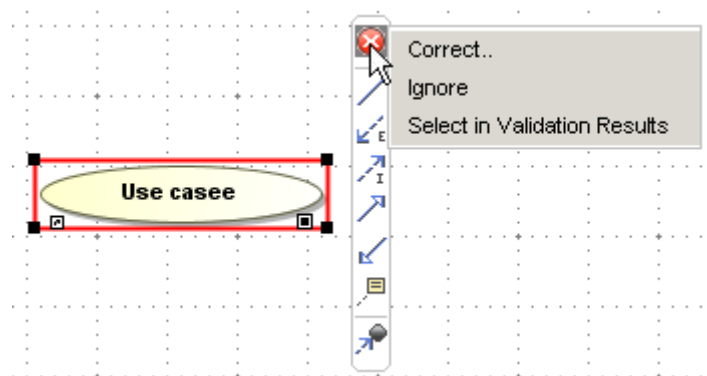 Correct..
Ignore
Select in Validation Results
E
I
Use casee